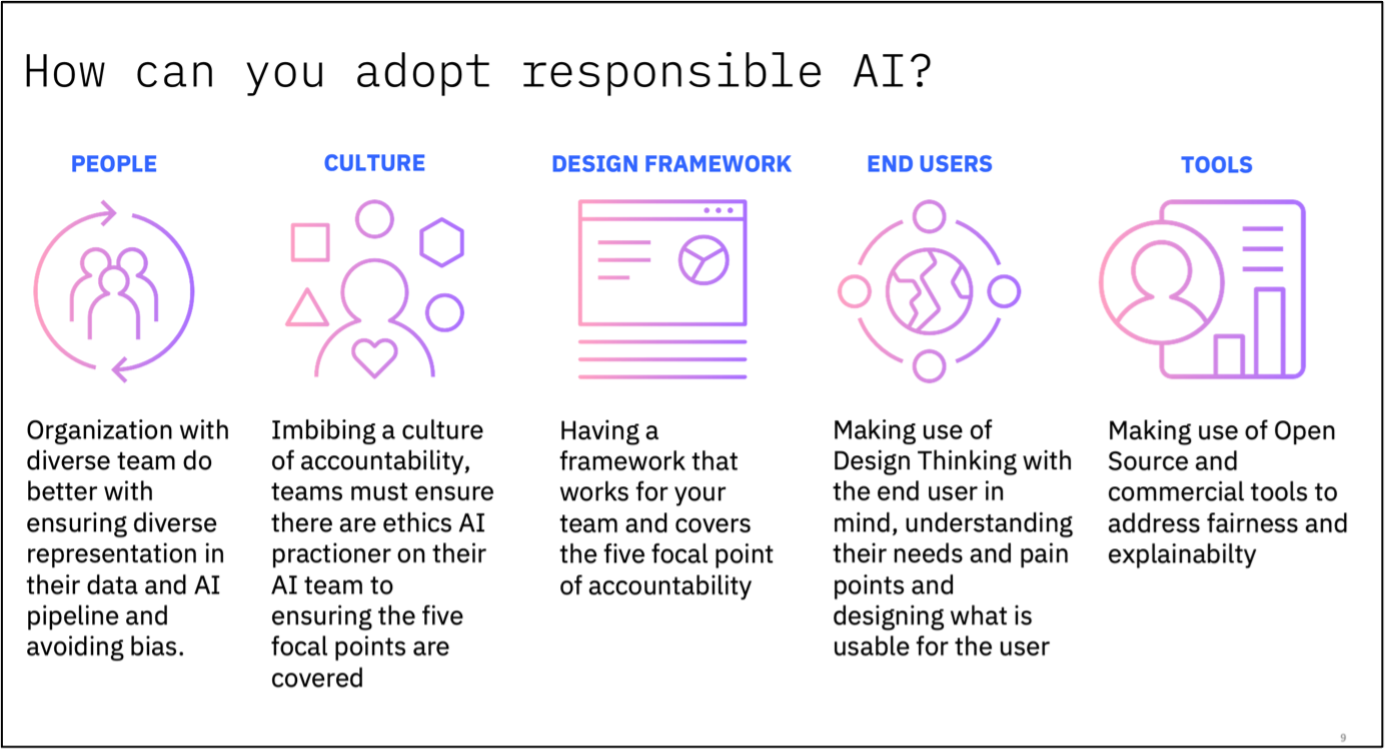 How can you adopt responsible AI?
PEOPLE
Organization with
diverse team do
better with
ensuring diverse
representation in
their data and AI
pipeline and
avoiding bias.
CULTURE
Imbibing a culture
of accountability,
teams must ensure
there are ethics AI
practioner on their
AI team to
ensuring the five
focal points are
covered
DESIGN FRAMEWORK
Having a
framework that
works for your
team and covers
the five focal point
of accountability
END USERS
Making use of
Design Thinking with
the end user in
mind, understanding
their needs and pain
points and
designing what is
usable for the user
TOOLS
Making use of Open
Source and
commercial tools to
address fairness and
explainabilty
9